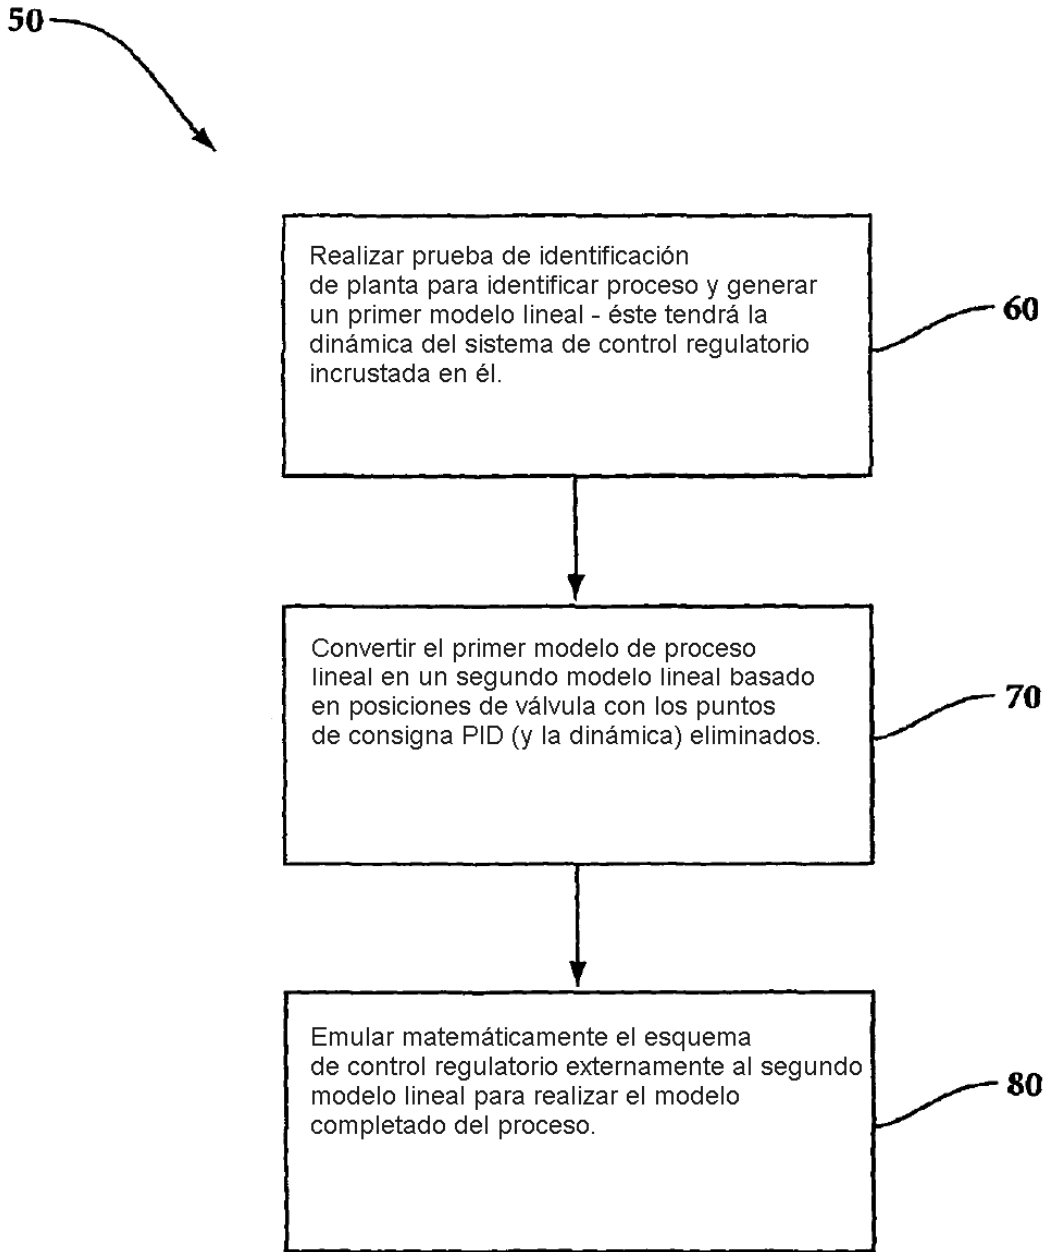 50
Realizar prueba de identificación
de planta para identificar proceso y generar
un primer modelo lineal - éste tendrá la
dinámica del sistema de control regulatorio
incrustada en él.
60
Convertir el primer modelo de proceso
lineal en un segundo modelo lineal basado
en posiciones de válvula con los puntos
de consigna PID (y la dinámica) eliminados.
70
Emular matemáticamente el esquema
de control regulatorio externamente al segundo
modelo lineal para realizar el modelo
completado del proceso.
80